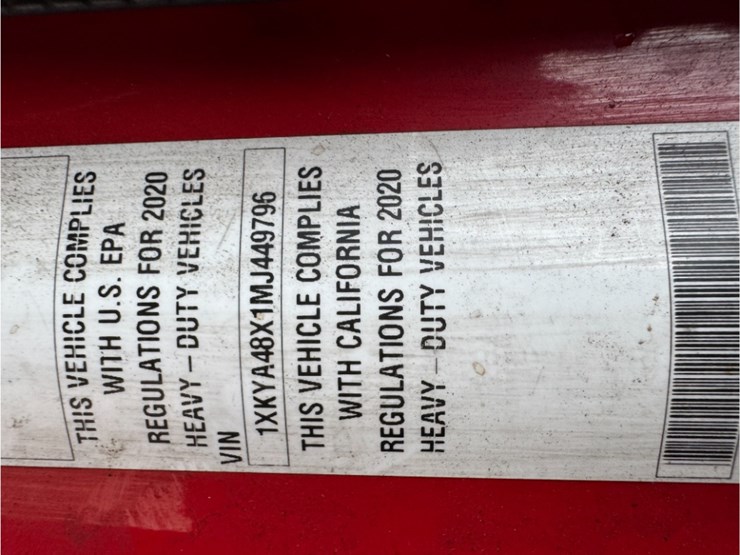 THIS VEHICLE COMPLIES
WITH U.S. EPA
REGULATIONS FOR 2020
HEAVY-DUTY VEHICLES
VIN
1XKYA48X1MJ449796
THIS VEHICLE COMPLIES
WITH CALIFORNIA
REGULATIONS FOR 2020
HEAVY-DUTY VEHICLES